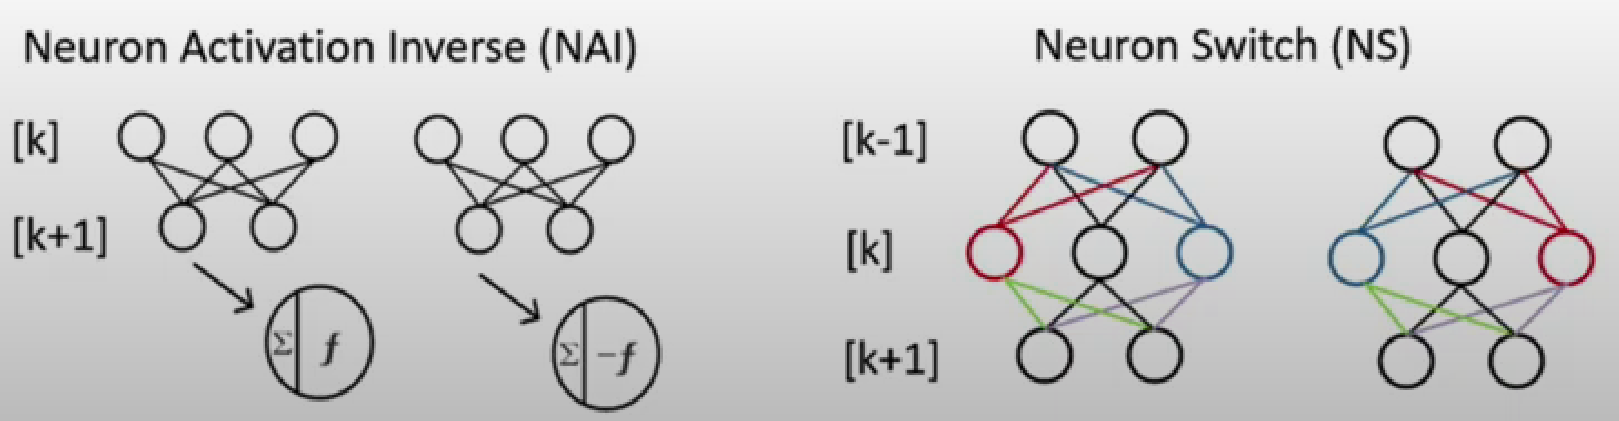 Neuron Activation Inverse (NAI)
[k]
[k+1]
Σ f
Σ -f
Neuron Switch (NS)
[k-1]
[k]
[k+1]